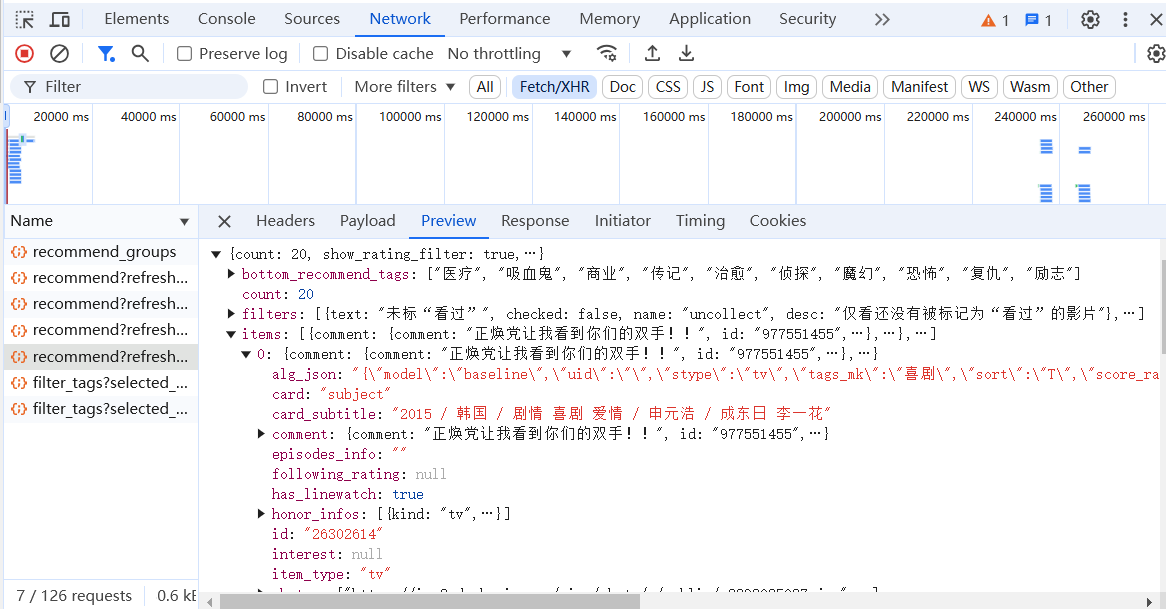 Elements Console Sources Network Performance Memory Application Security 1 1
Preserve log Disable cache No throttling
Filter Invert More filters All Fetch/XHR Doc CSS JS Font Img Media Manifest WS Wasm Other
20000 ms 40000 ms 60000 ms 80000 ms 100000 ms 120000 ms 140000 ms 160000 ms 180000 ms 200000 ms 220000 ms 240000 ms 260000 ms
Name Headers Payload Preview Response Initiator Timing Cookies
recommend_groups
recommend?refresh...
recommend?refresh...
recommend?refresh...
recommend?refresh...
filter_tags?selected_...
filter_tags?selected_...
{count: 20, show_rating_filter: true,…}
bottom_recommend_tags: ["医疗", "吸血鬼", "商业", "传记", "治愈", "侦探", "魔幻", "恐怖", "复仇", "励志"]
count: 20
filters: [{text: "未标“看过”", checked: false, name: "uncollect", desc: "仅看还没有被标记为“看过”的影片"},…]
items: [{comment: {comment: "正焕党让我看到你们的双手！！", id: "977551455",…},…},…]
0: {comment: {comment: "正焕党让我看到你们的双手！！", id: "977551455",…},…}
alg_json: "{\"model\":\"baseline\",\"uid\":\"\",\"stype\":\"tv\",\"tags_mk\":\"喜剧\",\"sort\":\"T\",\"score_ra
card: "subject"
card_subtitle: "2015 / 韩国 / 剧情 喜剧 爱情 / 申元浩 / 成东日 李一花"
comment: {comment: "正焕党让我看到你们的双手！！", id: "977551455",…}
episodes_info: ""
following_rating: null
has_linewatch: true
honor_infos: [{kind: "tv",…}]
id: "26302614"
interest: null
item_type: "tv"
7 / 126 requests 0.6 kB